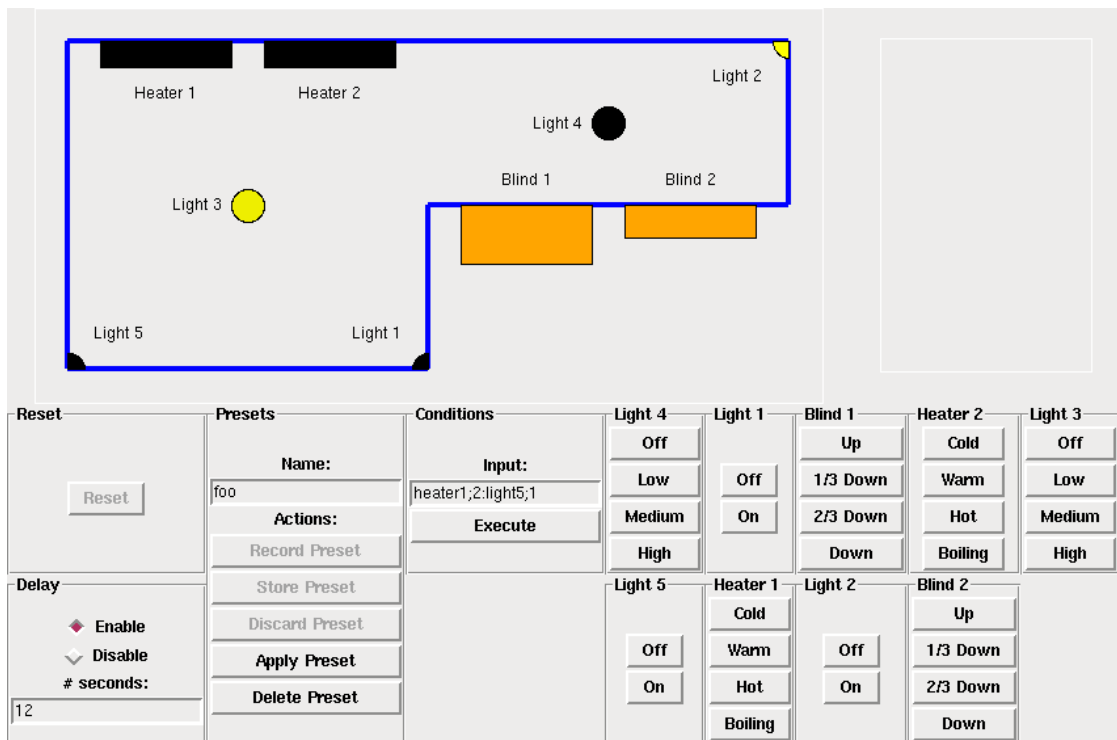 Light 2
Heater 1
Heater 2
Light 4
Blind 1
Blind 2
Light 3
Light 5
Light 1
Reset
Reset
Presets
Name:
foo
Actions:
Record Preset
Store Preset
Discard Preset
Apply Preset
Delete Preset
Conditions
Input:
heater1;2:light5;1
Execute
Light 4
Off
Low
Medium
High
Light 1
Off
On
Blind 1
Up
1/3 Down
2/3 Down
Down
Heater 2
Cold
Warm
Hot
Boiling
Light 3
Off
Low
Medium
High
Delay
Enable
Disable
# seconds:
12
Light 5
Off
On
Heater 1
Cold
Warm
Hot
Boiling
Light 2
Off
On
Blind 2
Up
1/3 Down
2/3 Down
Down